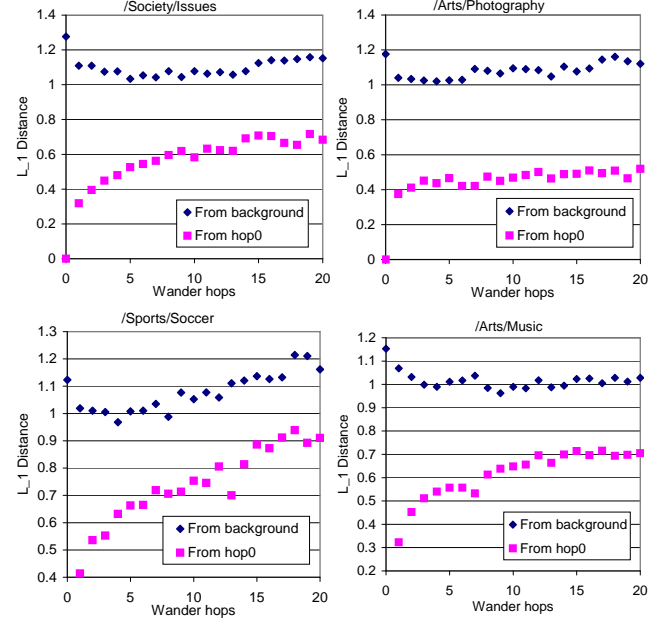 /Society/Issues
1.4
1.2
1
0.8
0.6
0.4
0.2
0
L_1 Distance
From background
From hop0
0 5 10 15 20
Wander hops
/Arts/Photography
1.4
1.2
1
0.8
0.6
0.4
0.2
0
L_1 Distance
From background
From hop0
0 5 10 15 20
Wander hops
/Sports/Soccer
1.3
1.2
1.1
1
0.9
0.8
0.7
0.6
0.5
0.4
L_1 Distance
From background
From hop0
0 5 10 15 20
Wander hops
/Arts/Music
1.2
1.1
1
0.9
0.8
0.7
0.6
0.5
0.4
0.3
0.2
L_1 Distance
From background
From hop0
0 5 10 15 20
Wander hops